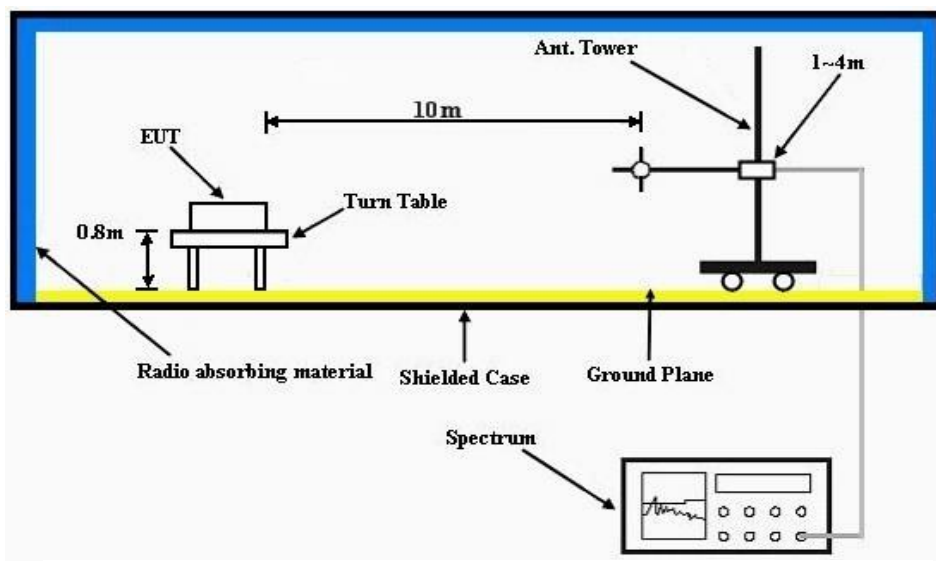 Ant. Tower
1~4m
10m
EUT
Turn Table
0.8m
Radio absorbing material
Shielded Case
Ground Plane
Spectrum